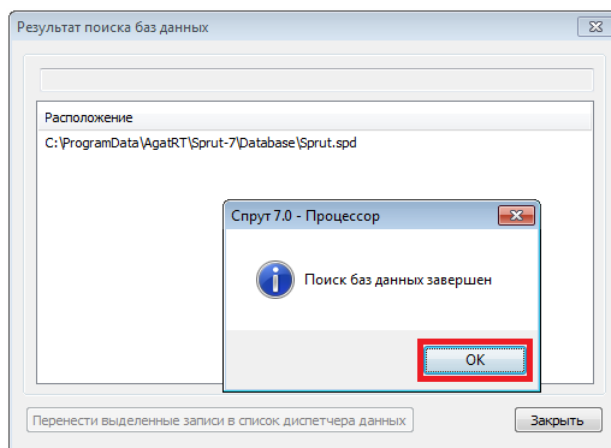 Результат поиска баз данных
Расположение
C:\ProgramData\AgatRT\Sprut-7\Database\Sprut.spd
Спрут 7.0 - Процессор
Поиск баз данных завершен
OK
Перенести выделенные записи в список диспетчера данных
Закрыть